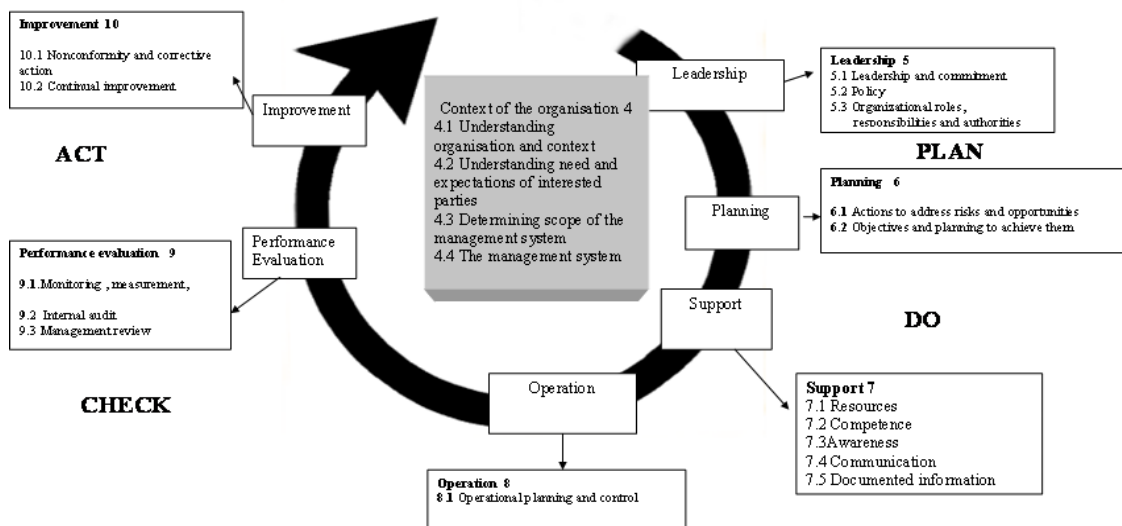 Improvement 10
10.1 Nonconformity and corrective
action
10.2 Continual improvement
ACT
Improvement
Leadership
Leadership 5
5.1 Leadership and commitment
5.2 Policy
5.3 Organizational roles,
responsibilities and authorities
PLAN
Context of the organisation 4
4.1 Understanding
organisation and context
4.2 Understanding need and
expectations of interested
parties
4.3 Determining scope of the
management system
4.4 The management system
Planning
Planning 6
6.1 Actions to address risks and opportunities
6.2 Objectives and planning to achieve them
Performance
Evaluation
Performance evaluation 9
9.1.Monitoring , measurement,
9.2 Internal audit
9.3 Management review
CHECK
Support
DO
Support 7
7.1 Resources
7.2 Competence
7.3Awareness
7.4 Communication
7.5 Documented information
Operation
Operation 8
8.1 Operational planning and control